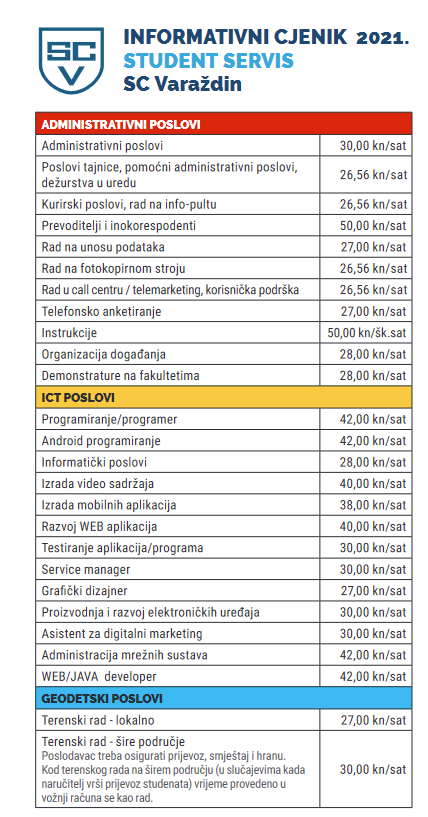 SC
V
INFORMATIVNI CJENIK 2021.
STUDENT SERVIS
SC Varaždin
ADMINISTRATIVNI POSLOVI
Administrativni poslovi 30,00 kn/sat
Poslovi tajnice, pomoćni administrativni poslovi,
dežurstva u uredu 26,56 kn/sat
Kurirski poslovi, rad na info-pultu 26,56 kn/sat
Prevoditelji i inokorespodenti 50,00 kn/sat
Rad na unosu podataka 27,00 kn/sat
Rad na fotokopirnom stroju 26,56 kn/sat
Rad u call centru / telemarketing, korisnička podrška 26,56 kn/sat
Telefonsko anketiranje 27,00 kn/sat
Instrukcije 50,00 kn/šk.sat
Organizacija događanja 28,00 kn/sat
Demonstrature na fakultetima 28,00 kn/sat
ICT POSLOVI
Programiranje/programer 42,00 kn/sat
Android programiranje 42,00 kn/sat
Informatički poslovi 28,00 kn/sat
Izrada video sadržaja 40,00 kn/sat
Izrada mobilnih aplikacija 38,00 kn/sat
Razvoj WEB aplikacija 40,00 kn/sat
Testiranje aplikacija/programa 30,00 kn/sat
Service manager 30,00 kn/sat
Grafički dizajner 27,00 kn/sat
Proizvodnja i razvoj elektroničkih uređaja 30,00 kn/sat
Asistent za digitalni marketing 30,00 kn/sat
Administracija mrežnih sustava 42,00 kn/sat
WEB/JAVA developer 42,00 kn/sat
GEODETSKI POSLOVI
Terenski rad - lokalno 27,00 kn/sat
Terenski rad - šire područje
Poslodavac treba osigurati prijevoz, smještaj i hranu.
Kod terenskog rada na širem području (u slučajevima kada
naručitelj vrši prijevoz studenata) vrijeme provedeno u
vožnji računa se kao rad. 30,00 kn/sat